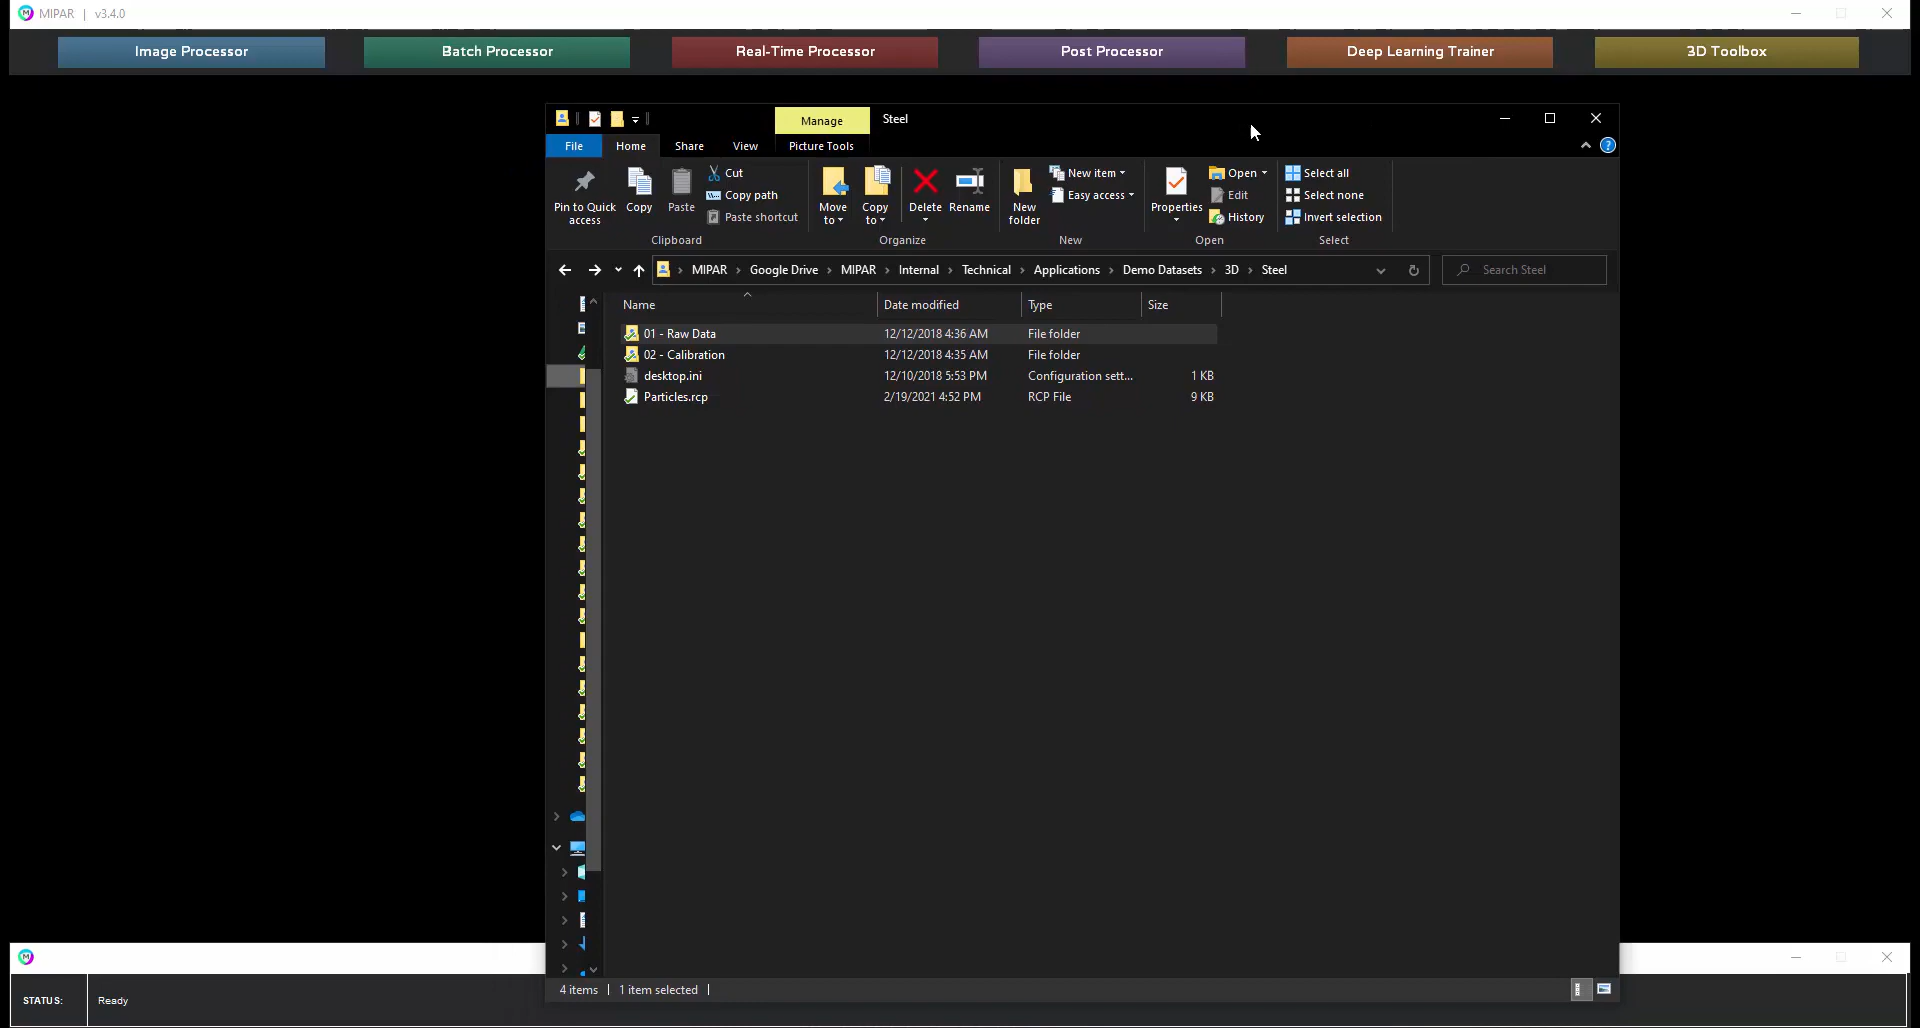 MIPAR | v3.4.0
Image Processor
Batch Processor
Real-Time Processor
Post Processor
Deep Learning Trainer
3D Toolbox
Manage
Steel
File
Home
Share
View
Picture Tools
Pin to Quick access
Copy
Paste
Cut
Copy path
Paste shortcut
Clipboard
Move to
Copy to
Delete
Rename
Organize
New folder
New item
Easy access
New
Properties
Open
Edit
History
Open
Select all
Select none
Invert selection
Select
MIPAR > Google Drive > MIPAR > Internal > Technical > Applications > Demo Datasets > 3D > Steel
Search Steel
Name Date modified Type Size
01 - Raw Data 12/12/2018 4:36 AM File folder
02 - Calibration 12/12/2018 4:35 AM File folder
desktop.ini 12/10/2018 5:53 PM Configuration sett... 1 KB
Particles.rcp 2/19/2021 4:52 PM RCP File 9 KB
4 items | 1 item selected |
STATUS: Ready